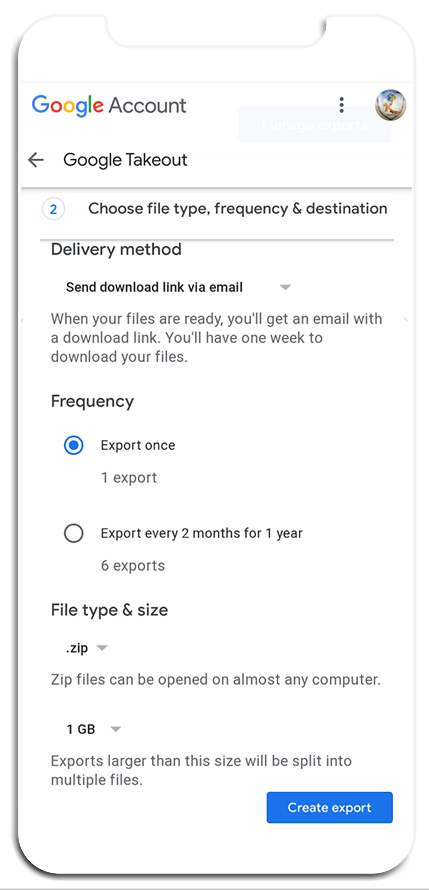 Google Account
Manage exports
Google Takeout
2 Choose file type, frequency & destination
Delivery method
Send download link via email
When your files are ready, you'll get an email with
a download link. You'll have one week to
download your files.
Frequency
Export once
1 export
Export every 2 months for 1 year
6 exports
File type & size
.zip
Zip files can be opened on almost any computer.
1 GB
Exports larger than this size will be split into
multiple files.
Create export